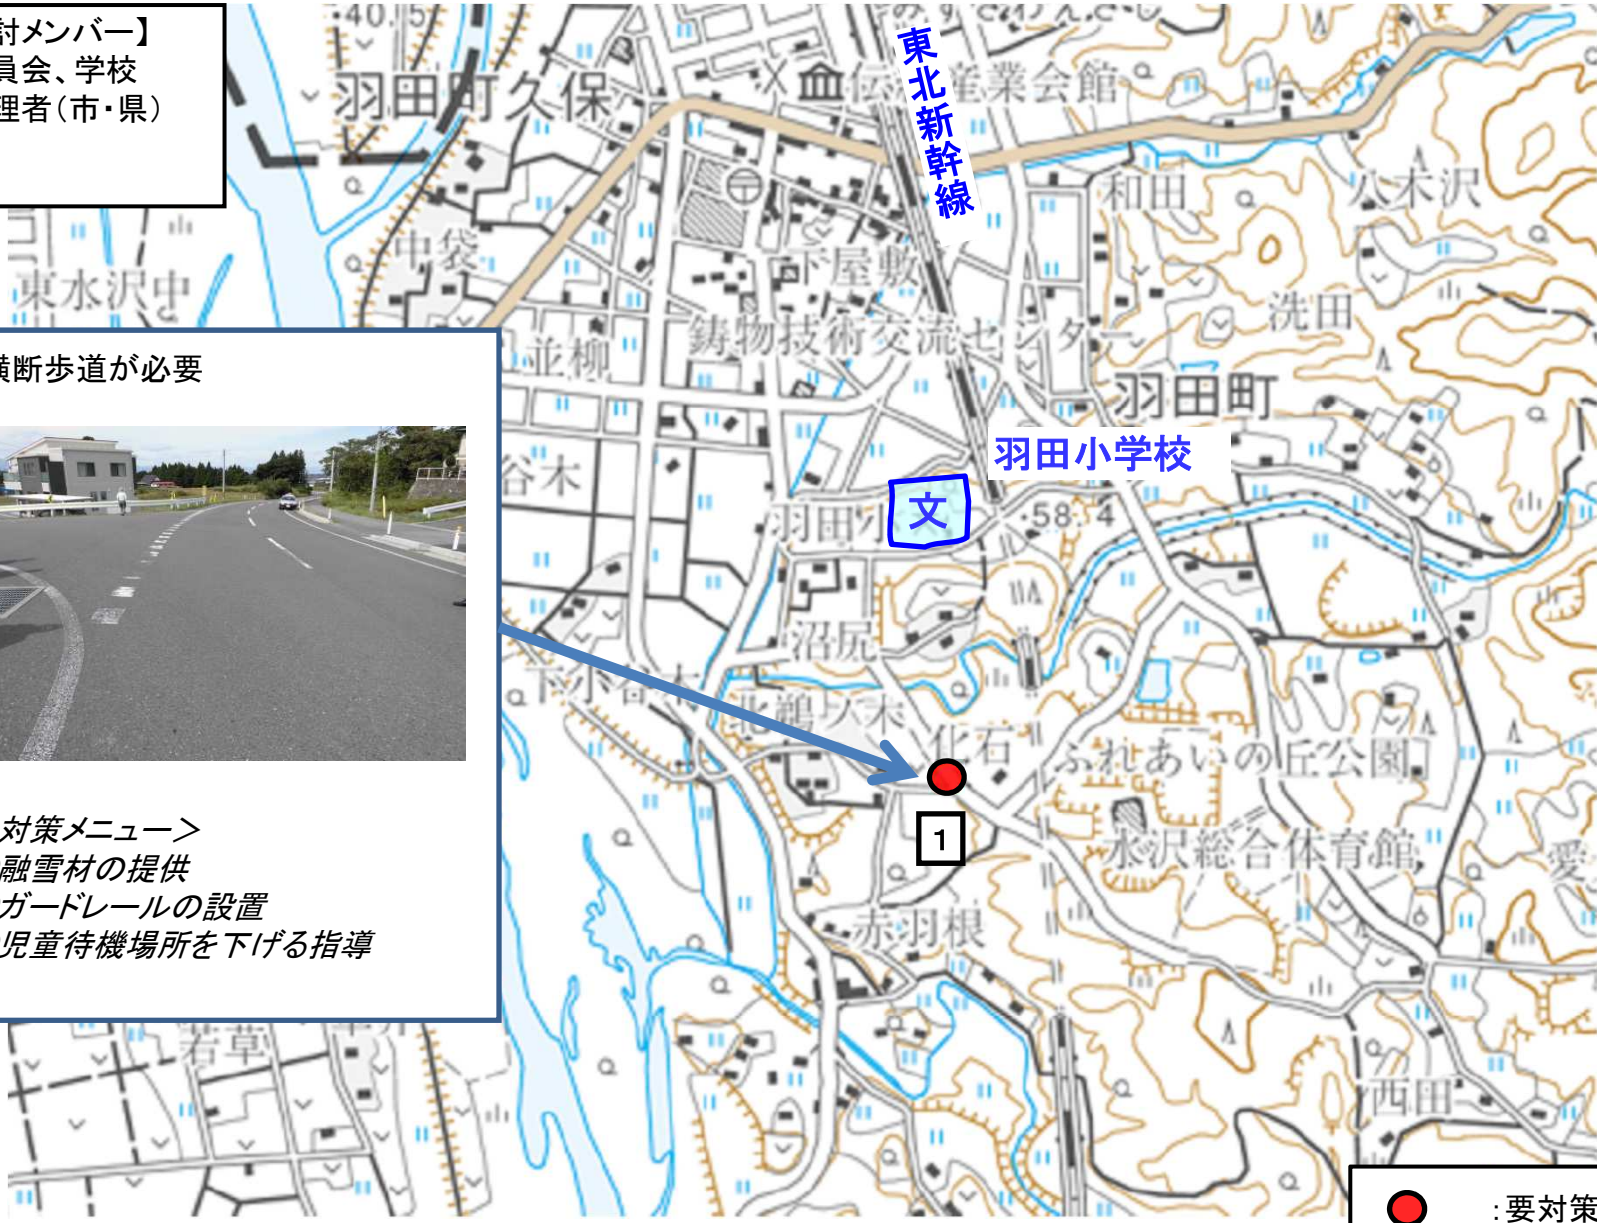 討メンバー】
員会、学校
理者(市・県)
40.5
羽田町久保
伝 産業会館
東北新幹線
和田
八木沢
中袋
下屋敷
東水沢中
洗田
鋳物技術交流センター
並柳
横断歩道が必要
羽田町
羽田小学校
谷木
羽田小
文
58.4
沼尻
下小谷木
北鵜久木
化石
ふれあいの丘公園
1
水沢総合体育館
愛
対策メニュー>
融雪材の提供
ガードレールの設置
児童待機場所を下げる指導
赤羽根
若草
西田
:要対策